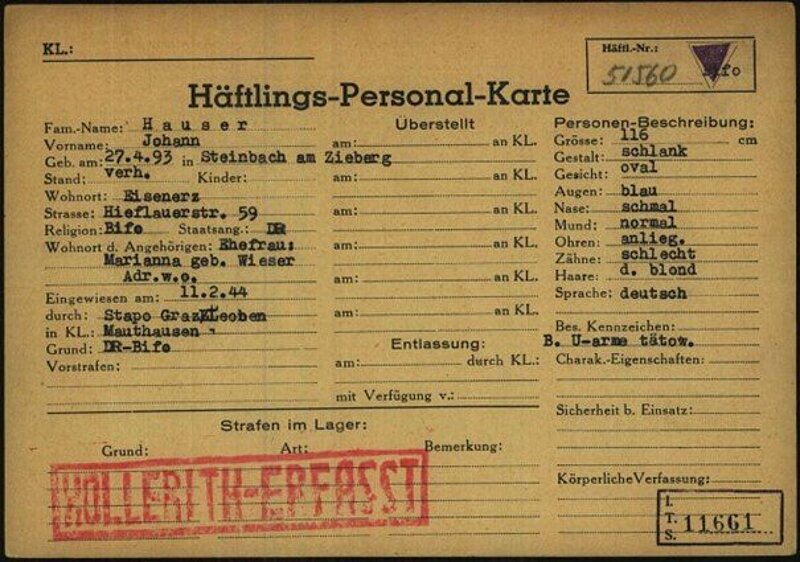 KL.:
Häftl.-Nr.:
51560
Häftlings-Personal-Karte
Fam.-Name: Hauser
Vorname: Johann
Geb. am: 27.4.93 in Steinbach am Zieberg
Stand: verh. Kinder:
Wohnort: Eisenerz
Strasse: Hieflauerstr. 59
Religion: Bifo Staatsang.: DR
Wohnort d. Angehörigen: Ehefrau:
Marianna geb. Wieser
Adr.w.o.
Eingewiesen am: 11.2.44
durch: Stapo Graz Leoben
in KL.: Mauthausen
Grund: DR-Bifo
Vorstrafen:
Überstellt
am: an KL.
am: an KL.
am: an KL.
am: an KL.
am: an KL.
am: an KL.
Entlassung:
am: durch KL.:
mit Verfügung v.:
Personen-Beschreibung:
Grösse: 116 cm
Gestalt: schlank
Gesicht: oval
Augen: blau
Nase: schmal
Mund: normal
Ohren: anlieg.
Zähne: schlecht
Haare: d. blond
Sprache: deutsch
Bes. Kennzeichen:
B. U-arme tätow.
Charak.-Eigenschaften:
Sicherheit b. Einsatz:
Körperliche Verfassung:
Strafen im Lager:
Grund: Art: Bemerkung:
HOLLERITH-ERFASST
I.
T. 11661
S.